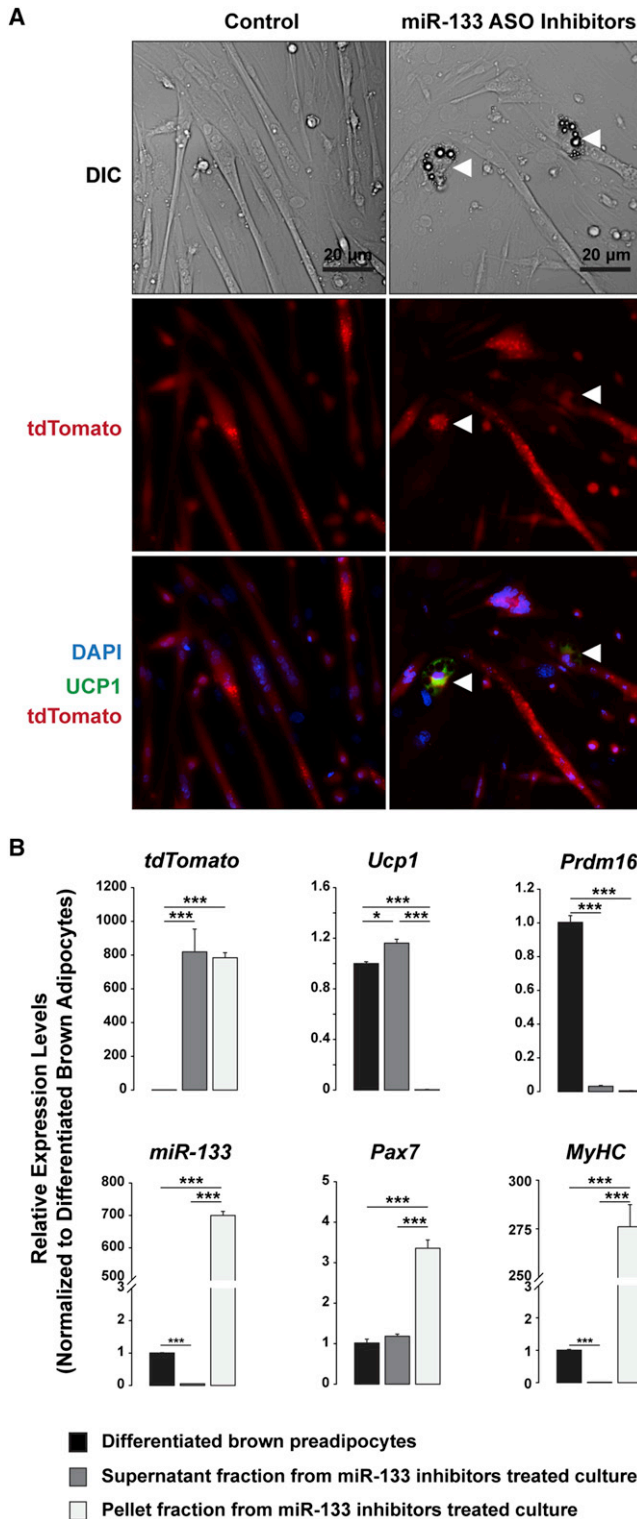 A
Control
miR-133 ASO Inhibitors
DIC
20 µm
20 µm
tdTomato
DAPI
UCP1
tdTomato
B
Relative Expression Levels
(Normalized to Differentiated Brown Adipocytes)
tdTomato
1200
1000
800
600
400
200
0
***
***
Ucp1
1.6
1.2
0.8
0.4
0
***
* ***
Prdm16
1.2
1.0
0.8
0.6
0.4
0.2
0
***
***
miR-133
700
600
500
3
2
1
0
***
***
***
Pax7
5
4
3
2
1
0
***
***
MyHC
300
275
250
3
2
1
0
***
***
***
Differentiated brown preadipocytes
Supernatant fraction from miR-133 inhibitors treated culture
Pellet fraction from miR-133 inhibitors treated culture